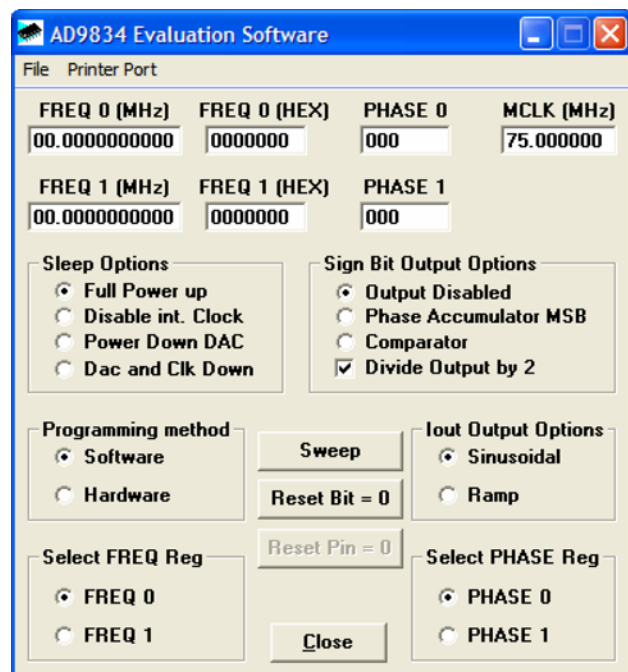 AD9834 Evaluation Software
File Printer Port
FREQ 0 (MHz) FREQ 0 (HEX) PHASE 0 MCLK (MHz)
00.0000000000 0000000 000 75.000000
FREQ 1 (MHz) FREQ 1 (HEX) PHASE 1
00.0000000000 0000000 000
Sleep Options
Full Power up
Disable int. Clock
Power Down DAC
Dac and Clk Down
Sign Bit Output Options
Output Disabled
Phase Accumulator MSB
Comparator
Divide Output by 2
Programming method
Software
Hardware
Sweep
Reset Bit = 0
Reset Pin = 0
Iout Output Options
Sinusoidal
Ramp
Select FREQ Reg
FREQ 0
FREQ 1
Close
Select PHASE Reg
PHASE 0
PHASE 1